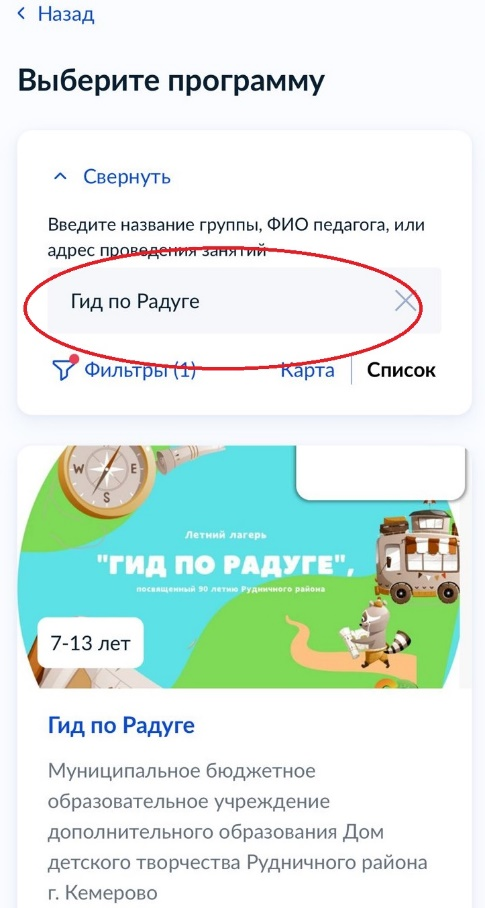 Назад
Выберите программу
Свернуть
Введите название группы, ФИО педагога, или
адрес проведения занятий
Гид по Радуге
Фильтры (1)
Карта
Список
W
E
S
Летний лагерь
"ГИД ПО РАДУГЕ",
посвященный 90 летию Рудничного района
7-13 лет
Гид по Радуге
Муниципальное бюджетное
образовательное учреждение
дополнительного образования Дом
детского творчества Рудничного района
г. Кемерово